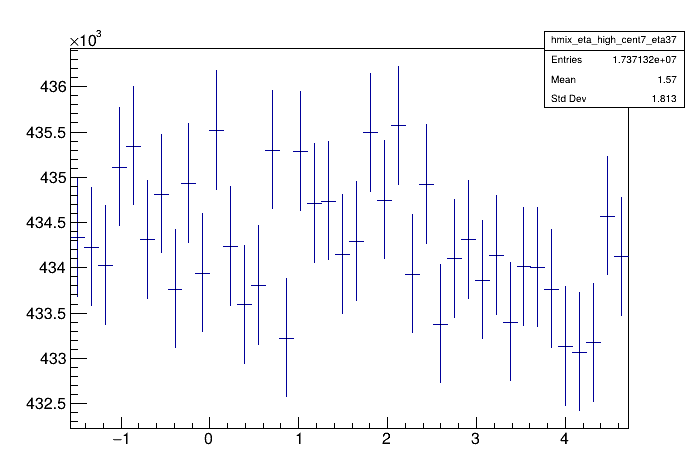 ×10³
hmix_eta_high_cent7_eta37
Entries 1.737132e+07
Mean 1.57
Std Dev 1.813
436
435.5
435
434.5
434
433.5
433
432.5
−1 0 1 2 3 4